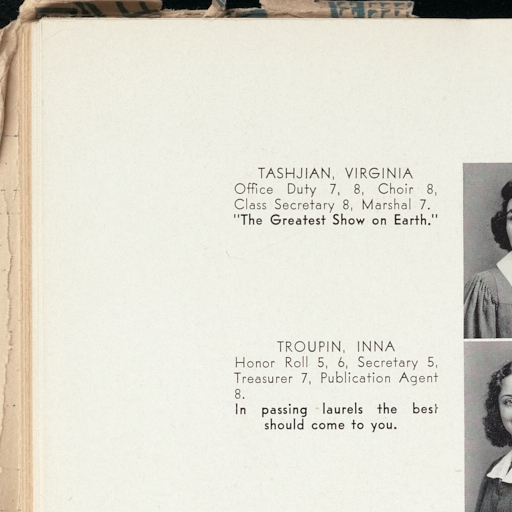 TASHJIAN, VIRGINIA
Office Duty 7, 8, Choir 8,
Class Secretary 8, Marshal 7.
"The Greatest Show on Earth."
TROUPIN, INNA
Honor Roll 5, 6, Secretary 5,
Treasurer 7, Publication Agent
8.
In passing laurels the best
should come to you.